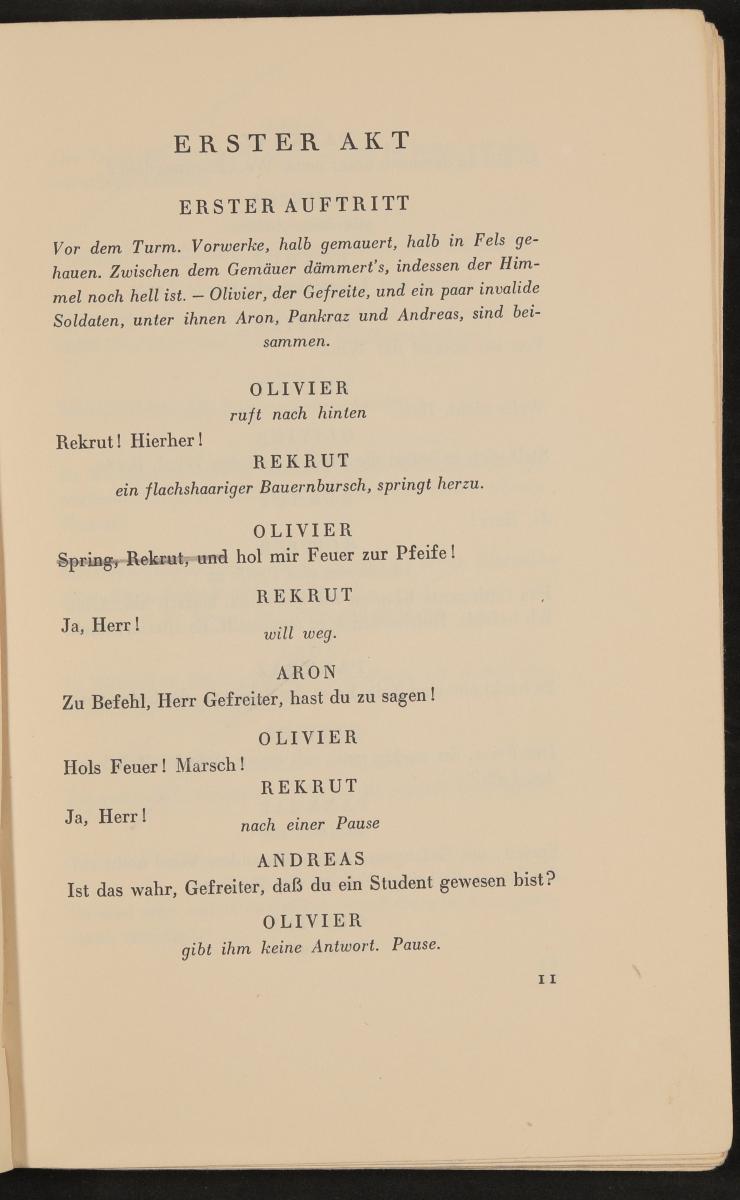 ERSTER AKT
ERSTER AUFTRITT
Vor dem Turm. Vorwerke, halb gemauert, halb in Fels ge-
hauen. Zwischen dem Gemäuer dämmert's, indessen der Him-
mel noch hell ist. — Olivier, der Gefreite, und ein paar invalide
Soldaten, unter ihnen Aron, Pankraz und Andreas, sind bei-
sammen.
OLIVIER
ruft nach hinten
Rekrut! Hierher!
REKRUT
ein flachshaariger Bauernbursch, springt herzu.
OLIVIER
Spring, Rekrut, und hol mir Feuer zur Pfeife!
REKRUT
Ja, Herr!
will weg.
ARON
Zu Befehl, Herr Gefreiter, hast du zu sagen!
OLIVIER
Hols Feuer! Marsch!
REKRUT
Ja, Herr!
nach einer Pause
ANDREAS
Ist das wahr, Gefreiter, daß du ein Student gewesen bist?
OLIVIER
gibt ihm keine Antwort. Pause.
11